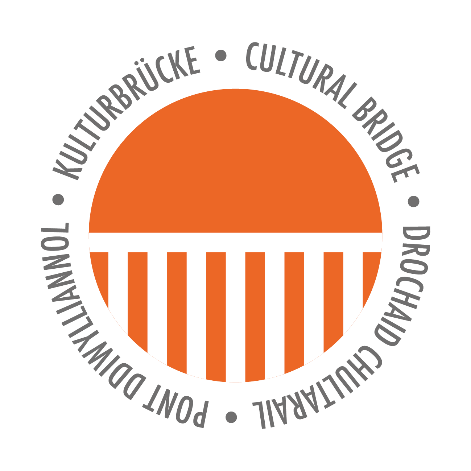 KULTURBRÜCKE • CULTURAL BRIDGE • DROCHAID CHULTARAIL • PONT DDIWYLLIANNOL •